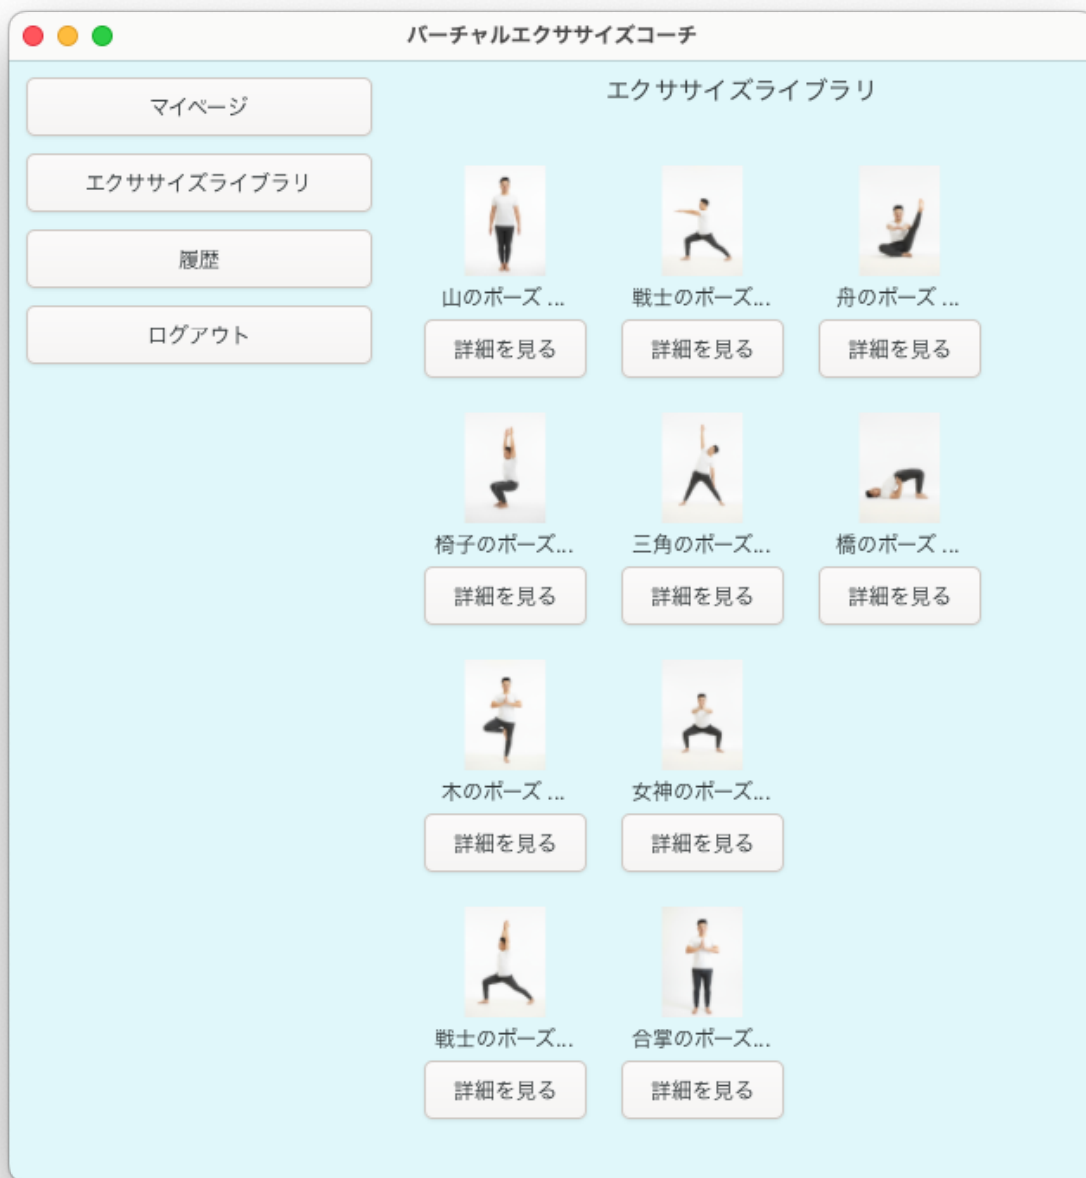 バーチャルエクササイズコーチ
マイページ
エクササイズライブラリ
履歴
ログアウト
エクササイズライブラリ
山のポーズ ...
戦士のポーズ...
舟のポーズ ...
詳細を見る
詳細を見る
詳細を見る
椅子のポーズ...
三角のポーズ...
橋のポーズ ...
詳細を見る
詳細を見る
詳細を見る
木のポーズ ...
女神のポーズ...
詳細を見る
詳細を見る
戦士のポーズ...
合掌のポーズ...
詳細を見る
詳細を見る